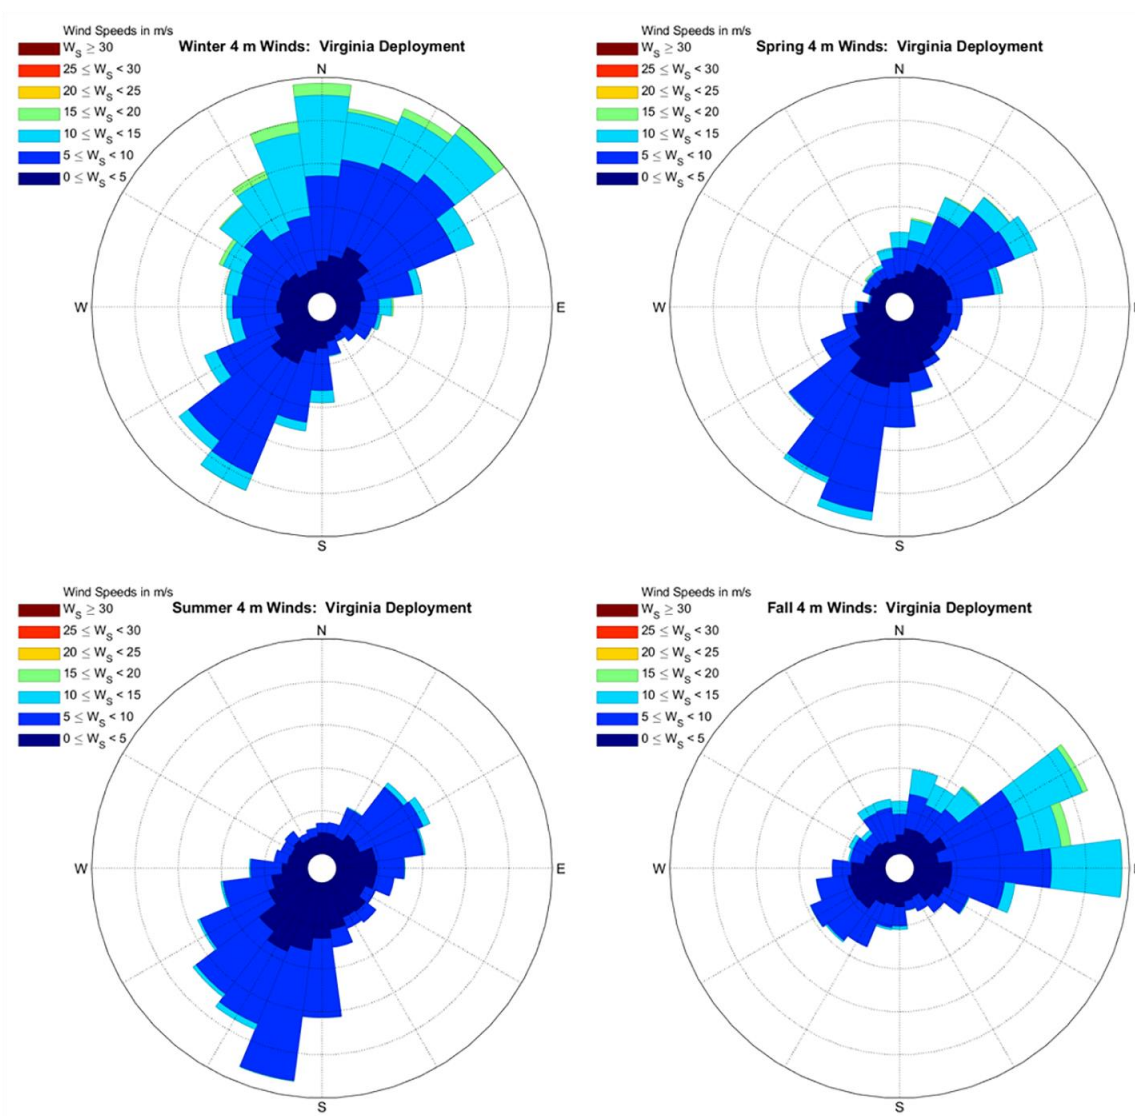 Wind Speeds in m/s
Winter 4 m Winds: Virginia Deployment
W_S ≥ 30
25 ≤ W_S < 30
20 ≤ W_S < 25
15 ≤ W_S < 20
10 ≤ W_S < 15
5 ≤ W_S < 10
0 ≤ W_S < 5
N
W
E
S
Wind Speeds in m/s
Spring 4 m Winds: Virginia Deployment
W_S ≥ 30
25 ≤ W_S < 30
20 ≤ W_S < 25
15 ≤ W_S < 20
10 ≤ W_S < 15
5 ≤ W_S < 10
0 ≤ W_S < 5
N
W
S
Wind Speeds in m/s
Summer 4 m Winds: Virginia Deployment
W_S ≥ 30
25 ≤ W_S < 30
20 ≤ W_S < 25
15 ≤ W_S < 20
10 ≤ W_S < 15
5 ≤ W_S < 10
0 ≤ W_S < 5
N
W
E
S
Wind Speeds in m/s
Fall 4 m Winds: Virginia Deployment
W_S ≥ 30
25 ≤ W_S < 30
20 ≤ W_S < 25
15 ≤ W_S < 20
10 ≤ W_S < 15
5 ≤ W_S < 10
0 ≤ W_S < 5
N
W
S